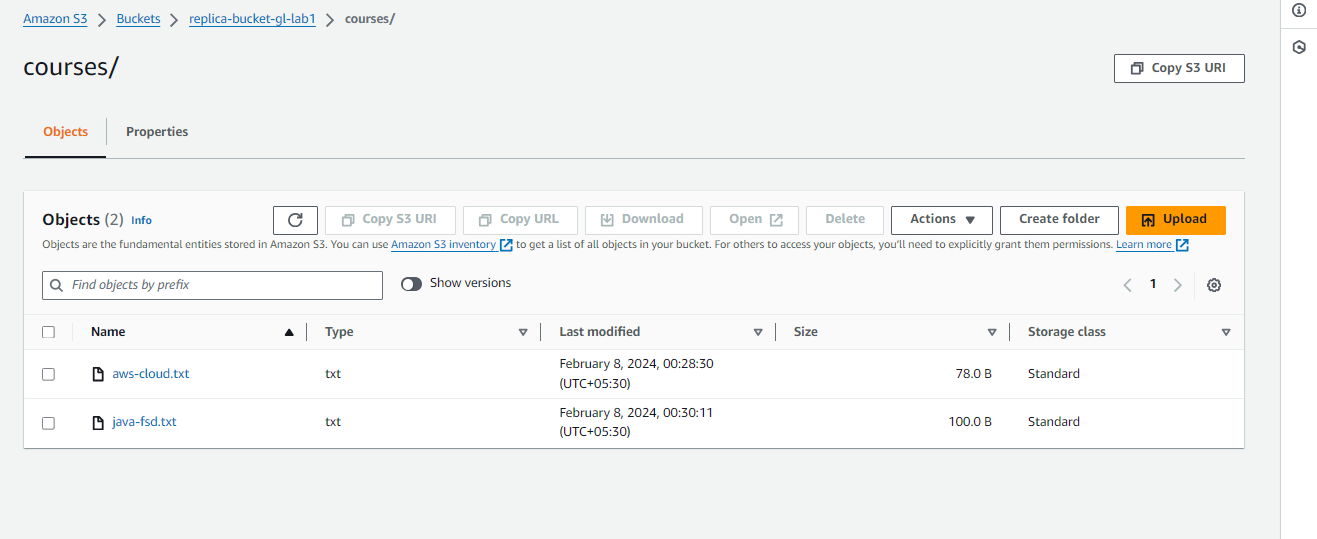 Amazon S3 > Buckets > replica-bucket-gl-lab1 > courses/
courses/
Copy S3 URI
Objects
Properties
Objects (2) Info
Copy S3 URI
Copy URL
Download
Open
Delete
Actions
Create folder
Upload
Objects are the fundamental entities stored in Amazon S3. You can use Amazon S3 inventory to get a list of all objects in your bucket. For others to access your objects, you'll need to explicitly grant them permissions. Learn more
Find objects by prefix
Show versions
1
Name Type Last modified Size Storage class
aws-cloud.txt txt February 8, 2024, 00:28:30 (UTC+05:30) 78.0 B Standard
java-fsd.txt txt February 8, 2024, 00:30:11 (UTC+05:30) 100.0 B Standard